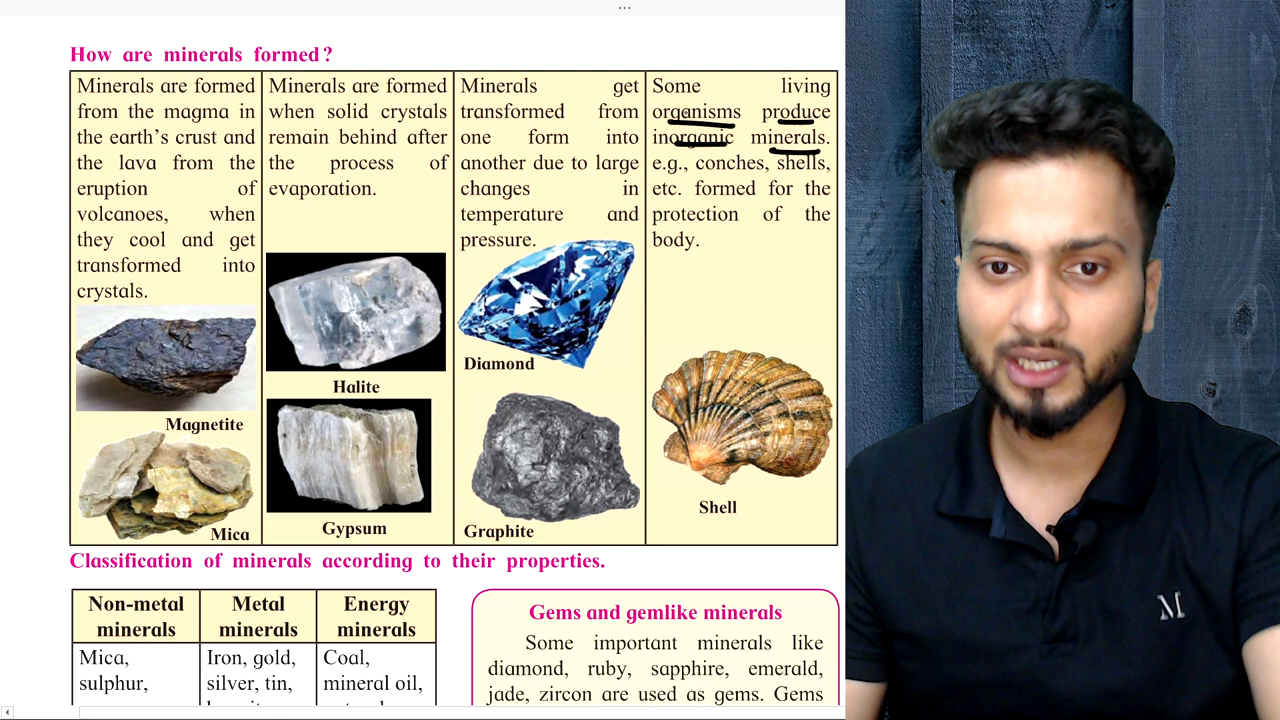 How are minerals formed?
Minerals are formed
from the magma in
the earth's crust and
the lava from the
eruption of
volcanoes, when
they cool and get
transformed into
crystals.
Magnetite
Mica
Minerals are formed
when solid crystals
remain behind after
the process of
evaporation.
Halite
Gypsum
Minerals get
transformed from
one form into
another due to large
changes in
temperature and
pressure.
Diamond
Graphite
Some living
organisms produce
inorganic minerals.
e.g., conches, shells,
etc. formed for the
protection of the
body.
Shell
Classification of minerals according to their properties.
Non-metal
minerals
Metal
minerals
Energy
minerals
Mica,
sulphur,
Iron, gold,
silver, tin,
Coal,
mineral oil,
Gems and gemlike minerals
Some important minerals like
diamond, ruby, sapphire, emerald,
jade, zircon are used as gems. Gems
M